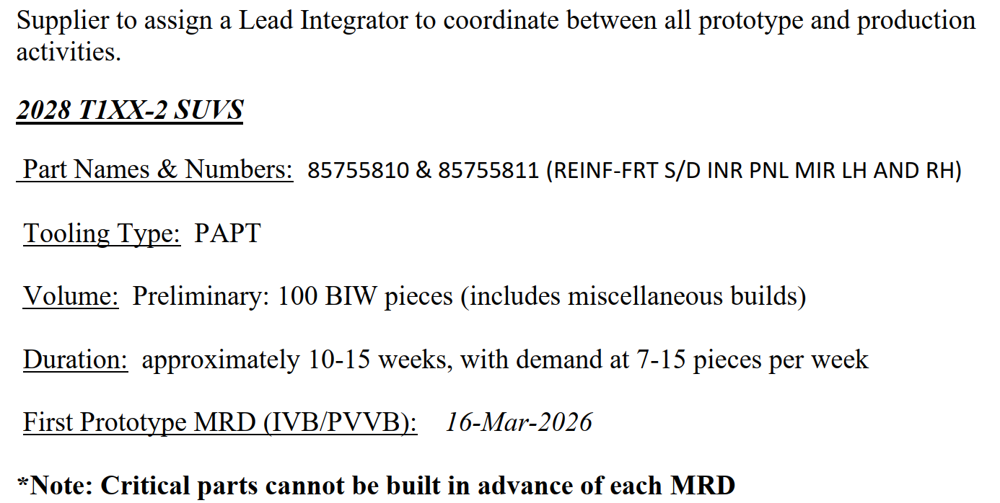 Supplier to assign a Lead Integrator to coordinate between all prototype and production
activities.
2028 T1XX-2 SUVS
Part Names & Numbers: 85755810 & 85755811 (REINF-FRT S/D INR PNL MIR LH AND RH)
Tooling Type: PAPT
Volume: Preliminary: 100 BIW pieces (includes miscellaneous builds)
Duration: approximately 10-15 weeks, with demand at 7-15 pieces per week
First Prototype MRD (IVB/PVVB): 16-Mar-2026
*Note: Critical parts cannot be built in advance of each MRD